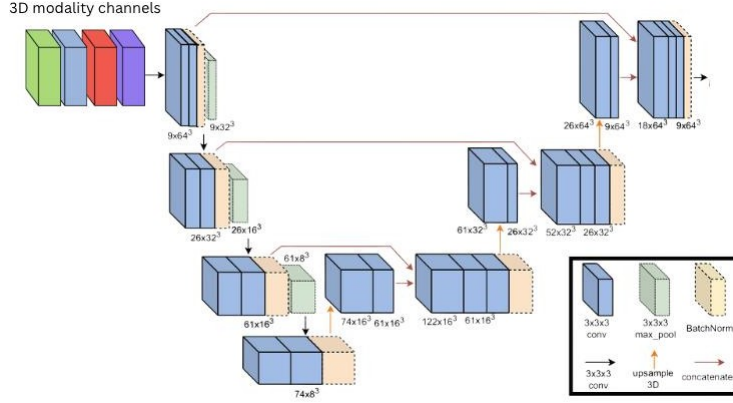 3D modality channels
9x64³
9x32³
26x64³
9x64³
18x64³
9x64³
26x32³
26x16³
61x32³
26x32³
52x32³
26x32³
61x8³
61x16³
74x16³
61x16³
122x16³
61x16³
74x8³
3x3x3
conv
3x3x3
max_pool
BatchNorm
3x3x3
conv
upsample
3D
concatenate